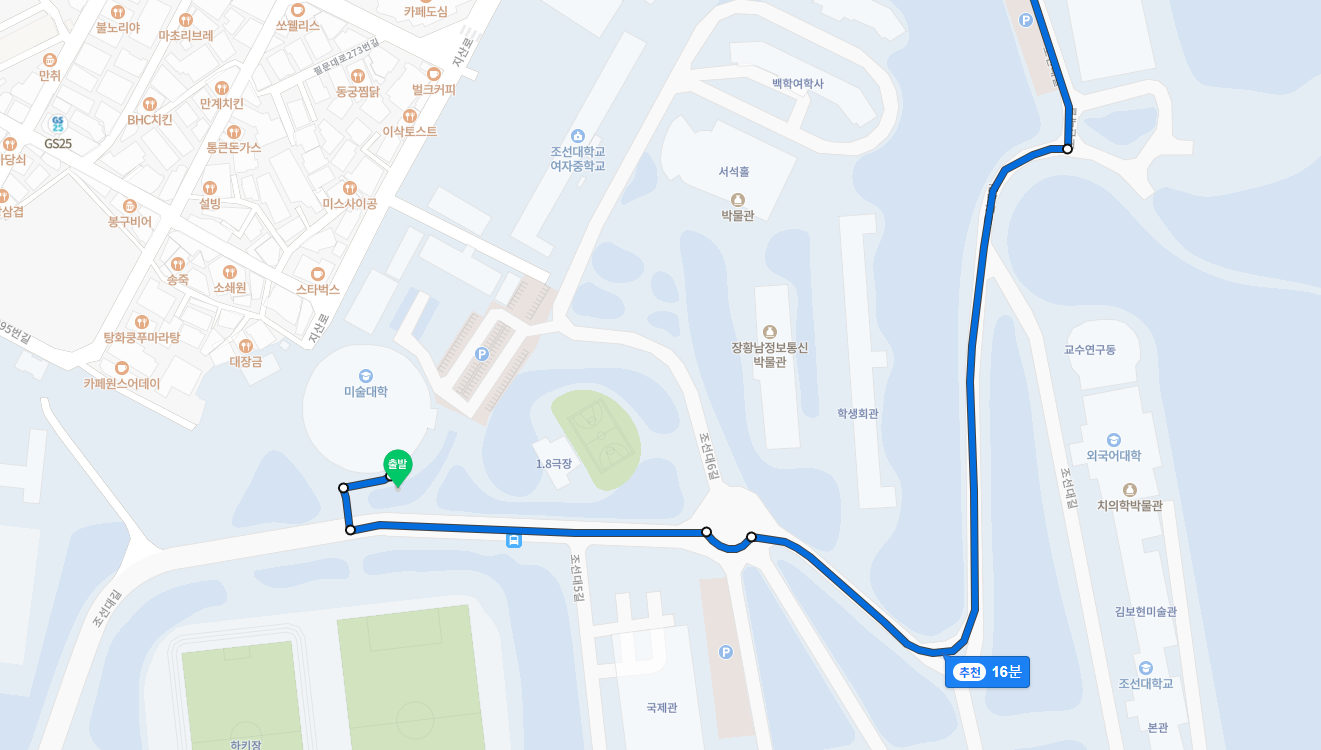 카페도심
쏘웰리스
불노리야
마초리브레
지산로
필문대로273번길
만취
동궁찜닭
벌크커피
만계치킨
BHC치킨
이삭토스트
GS
25
GS25
통큰돈가스
조선대학교
여자중학교
백학여학사
서석홀
박물관
P
설빙
미스사이공
봉구비어
송죽
소쇄원
스타벅스
지산로
95번길
탕화쿵푸마라탕
대장금
카페원스어데이
P
미술대학
장황남정보통신
박물관
교수연구동
학생회관
조선대6길
1.8극장
출발
외국어대학
조선대길
치의학박물관
조선대5길
조선대길
김보현미술관
P
추천 16분
조선대학교
국제관
본관
하키장